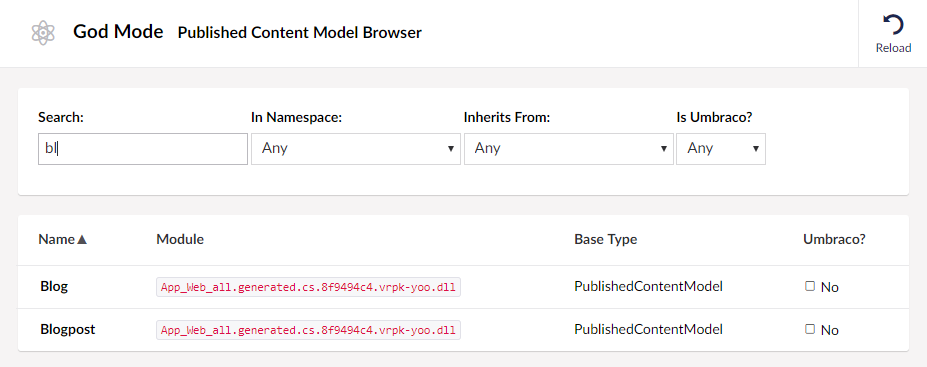 God Mode Published Content Model Browser
Reload
Search: In Namespace: Inherits From: Is Umbraco?
bl Any Any Any
Name Module Base Type Umbraco?
Blog App_Web_all.generated.cs.8f9494c4.vrpk-yoo.dll PublishedContentModel No
Blogpost App_Web_all.generated.cs.8f9494c4.vrpk-yoo.dll PublishedContentModel No